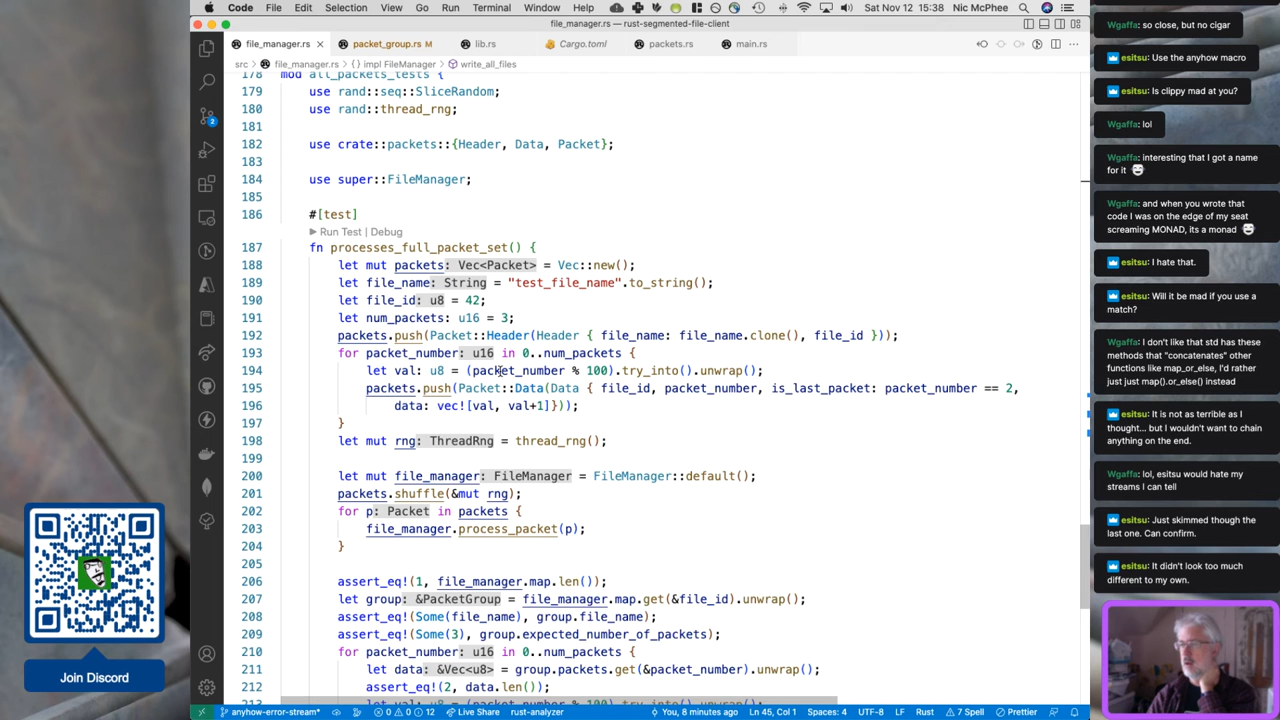 Code File Edit Selection View Go Run Terminal Window Help
Sat Nov 12 15:38 Nic McPhee
file_manager.rs — rust-segmented-file-client
file_manager.rs
packet_group.rs M
lib.rs
Cargo.toml
packets.rs
main.rs
src > file_manager.rs > {} impl FileManager > write_all_files
178 mod all_packets_tests {
179 use rand::seq::SliceRandom;
180 use rand::thread_rng;
181
182 use crate::packets::{Header, Data, Packet};
183
184 use super::FileManager;
185
186 #[test]
▶ Run Test | Debug
187 fn processes_full_packet_set() {
188 let mut packets: Vec<Packet> = Vec::new();
189 let file_name: String = "test_file_name".to_string();
190 let file_id: u8 = 42;
191 let num_packets: u16 = 3;
192 packets.push(Packet::Header(Header { file_name: file_name.clone(), file_id }));
193 for packet_number: u16 in 0..num_packets {
194 let val: u8 = (packet_number % 100).try_into().unwrap();
195 packets.push(Packet::Data(Data { file_id, packet_number, is_last_packet: packet_number == 2,
196 data: vec![val, val+1]}));
197 }
198 let mut rng: ThreadRng = thread_rng();
199
200 let mut file_manager: FileManager = FileManager::default();
201 packets.shuffle(&mut rng);
202 for p: Packet in packets {
203 file_manager.process_packet(p);
204 }
205
206 assert_eq!(1, file_manager.map.len());
207 let group: &PacketGroup = file_manager.map.get(&file_id).unwrap();
208 assert_eq!(Some(file_name), group.file_name);
209 assert_eq!(Some(3), group.expected_number_of_packets);
210 for packet_number: u16 in 0..num_packets {
211 let data: &Vec<u8> = group.packets.get(&packet_number).unwrap();
212 assert_eq!(2, data.len());
213 let val: u8 = (packet_number % 100).try_into().unwrap();
2
anyhow-error-stream* 0 0 12 Live Share rust-analyzer
You, 8 minutes ago Ln 45, Col 1 Spaces: 4 UTF-8 LF Rust 7 Spell Prettier
Join Discord
Wgaffa: so close, but no cigar
esitsu: Use the anyhow macro
esitsu: Is clippy mad at you?
Wgaffa: lol
Wgaffa: interesting that I got a name
for it
Wgaffa: and when you wrote that
code I was on the edge of my seat
screaming MONAD, its a monad
esitsu: I hate that.
esitsu: Will it be mad if you use a
match?
Wgaffa: I don't like that std has these
methods that "concatenates" other
functions like map_or_else, I'd rather
just just map().or_else() instead
esitsu: It is not as terrible as I
thought... but I wouldn't want to chain
anything on the end.
Wgaffa: lol, esitsu would hate my
streams I can tell
esitsu: Just skimmed though the
last one. Can confirm.
esitsu: It didn't look too much
different to my own.